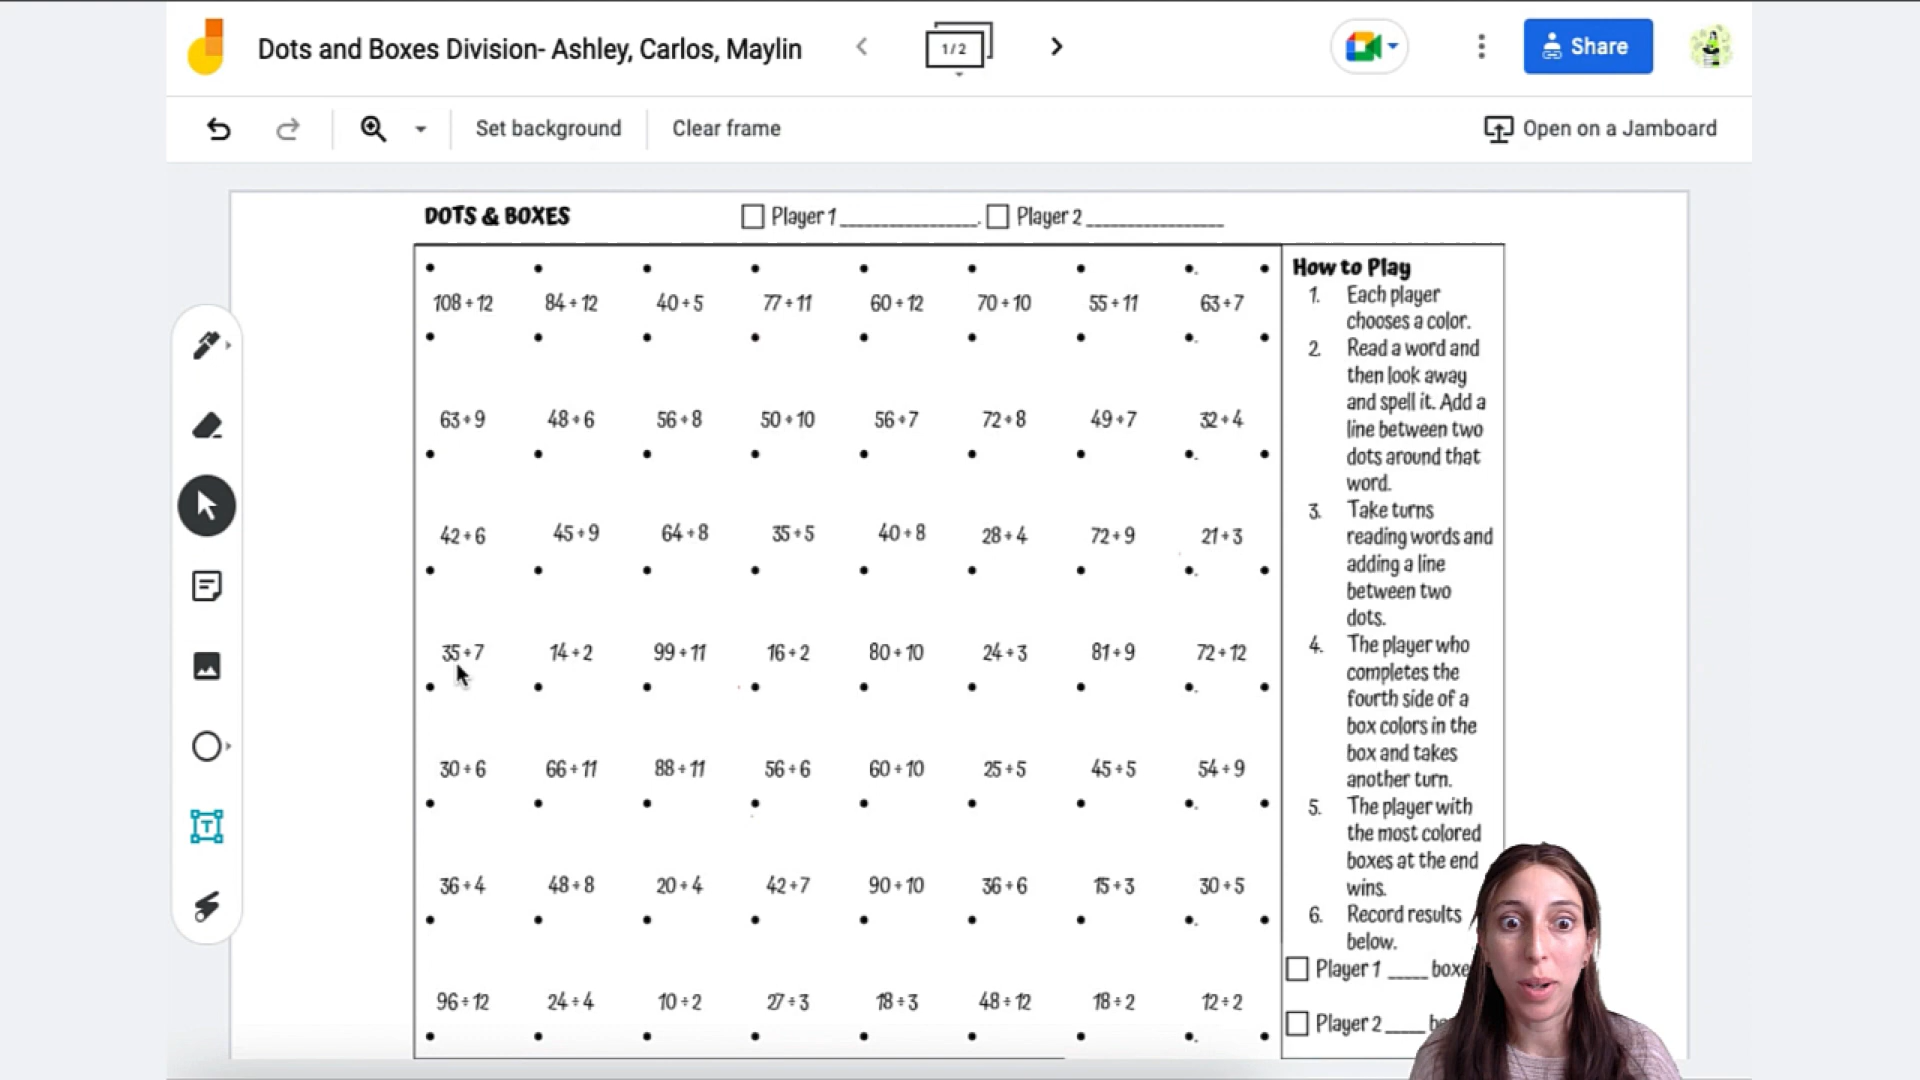 Dots and Boxes Division- Ashley, Carlos, Maylin
1/2
Share
Set background
Clear frame
Open on a Jamboard
DOTS & BOXES
Player 1 ________________.
Player 2 ________________
108÷12 84÷12 40÷5 77÷11 60÷12 70÷10 55÷11 63÷7
63÷9 48÷6 56÷8 50÷10 56÷7 72÷8 49÷7 32÷4
42÷6 45÷9 64÷8 35÷5 40÷8 28÷4 72÷9 21÷3
35÷7 14÷2 99÷11 16÷2 80÷10 24÷3 81÷9 72÷12
30÷6 66÷11 88÷11 56÷6 60÷10 25÷5 45÷5 54÷9
36÷4 48÷8 20÷4 42÷7 90÷10 36÷6 15÷3 30÷5
96÷12 24÷4 10÷2 27÷3 18÷3 48÷12 18÷2 12÷2
How to Play
1. Each player
chooses a color.
2. Read a word and
then look away
and spell it. Add a
line between two
dots around that
word.
3. Take turns
reading words and
adding a line
between two
dots.
4. The player who
completes the
fourth side of a
box colors in the
box and takes
another turn.
5. The player with
the most colored
boxes at the end
wins.
6. Record results
below.
Player 1 ____ boxe
Player 2 ____ b
T